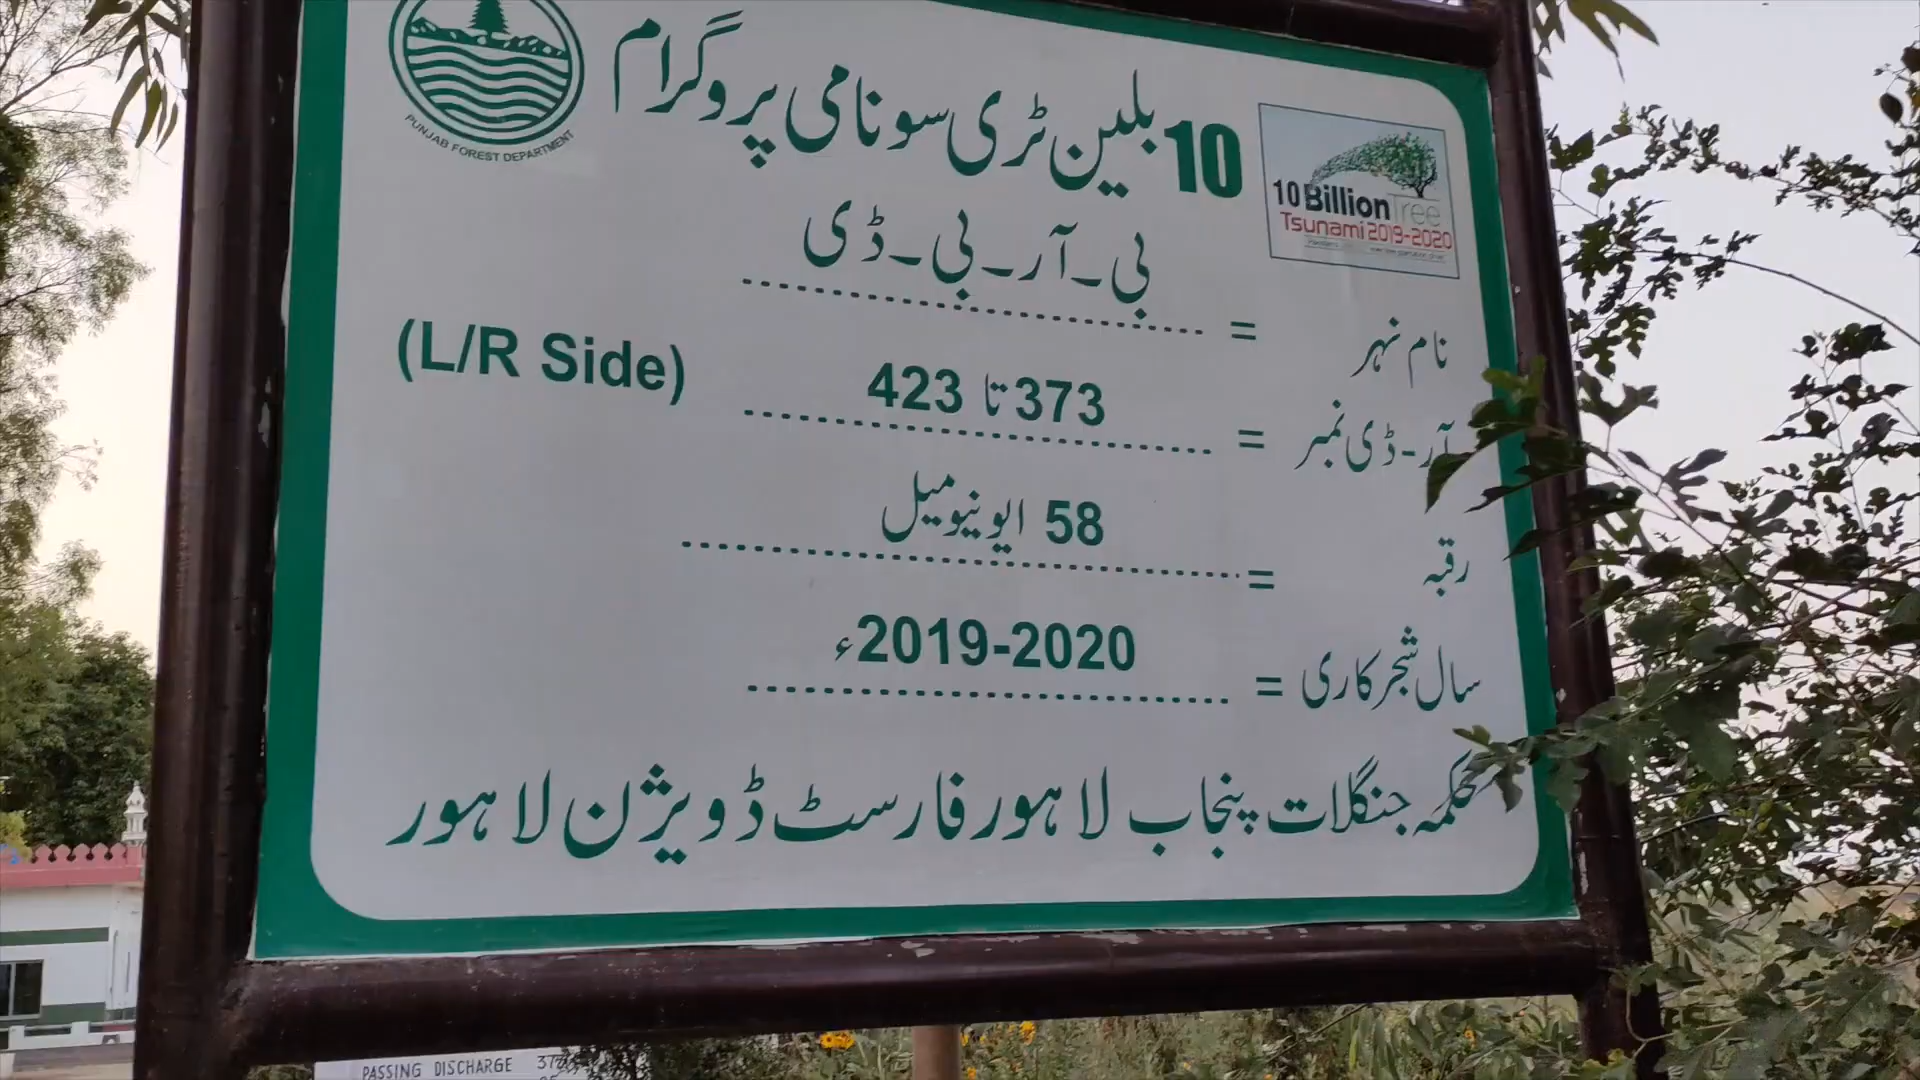 10 بلین ٹری سونامی پروگرام
PUNJAB FOREST DEPARTMENT
10 Billion Tree
Tsunami 2019-2020
نام نہر = بی-آر-بی-ڈی
آر-ڈی نمبر = 373 تا 423 (L/R Side)
رقبہ = 58 ایونیو میل
سال شجرکاری = 2019-2020ء
محکمہ جنگلات پنجاب لاہور فارسٹ ڈویژن لاہور
PASSING DISCHARGE